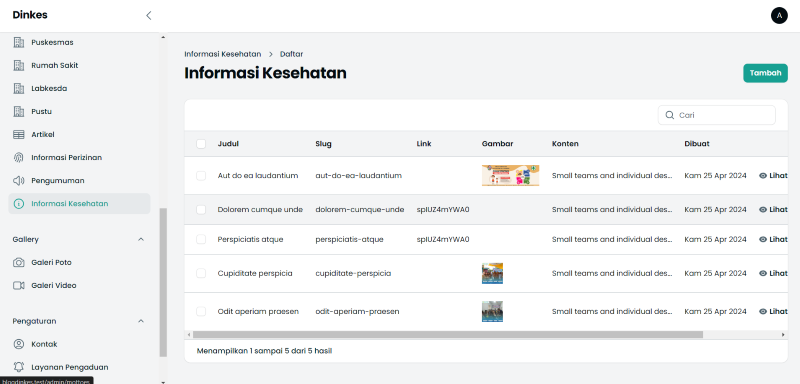 Dinkes
A
Puskesmas
Rumah Sakit
Labkesda
Pustu
Artikel
Informasi Perizinan
Pengumuman
Informasi Kesehatan
Gallery
Galeri Poto
Galeri Video
Pengaturan
Kontak
Layanan Pengaduan
Informasi Kesehatan > Daftar
Informasi Kesehatan
Tambah
Cari
Judul Slug Link Gambar Konten Dibuat
Aut do ea laudantium aut-do-ea-laudantium Small teams and individual des... Kam 25 Apr 2024 Lihat
Dolorem cumque unde dolorem-cumque-unde spIUZ4mYWA0 Small teams and individual des... Kam 25 Apr 2024 Lihat
Perspiciatis atque perspiciatis-atque spIUZ4mYWA0 Small teams and individual des... Kam 25 Apr 2024 Lihat
Cupiditate perspicia cupiditate-perspicia Small teams and individual des... Kam 25 Apr 2024 Lihat
Odit aperiam praesen odit-aperiam-praesen Small teams and individual des... Kam 25 Apr 2024 Lihat
Menampilkan 1 sampai 5 dari 5 hasil